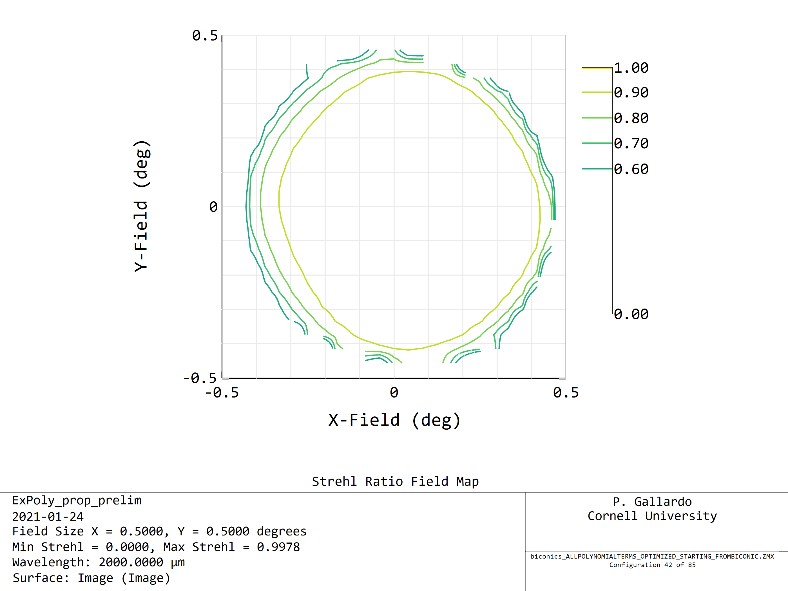 0.5
0
-0.5
Y-Field (deg)
-0.5
0
0.5
X-Field (deg)
1.00
0.90
0.80
0.70
0.60
0.00
Strehl Ratio Field Map
ExPoly_prop_prelim
2021-01-24
Field Size X = 0.5000, Y = 0.5000 degrees
Min Strehl = 0.0000, Max Strehl = 0.9978
Wavelength: 2000.0000 µm
Surface: Image (Image)
P. Gallardo
Cornell University
biconics_ALLPOLYNOMIALTERMS_OPTIMIZED_STARTING_FROMBICONIC.ZMX
Configuration 42 of 85